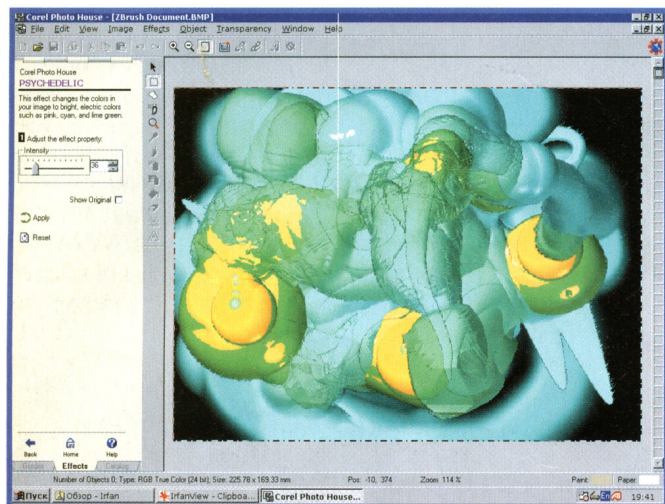 Corel Photo House - [ZBrush Document.BMP]
File Edit View Image Effects Object Transparency Window Help
Corel Photo House
PSYCHEDELIC
This effect changes the colors in
your image to bright, electric colors
such as pink, cyan, and lime green.
1 Adjust the effect property:
Intensity
36
Show Original
Apply
Reset
Back Home Help
Guides Effects Catalog
Number of Objects 0; Type: RGB True Color (24 bit); Size: 225.78 x 169.33 mm Pos: -10, 374 Zoom 114 % Paint: Paper:
Пуск Обзор - Irfan IrfanView - Clipboa... Corel Photo House... En 19:41